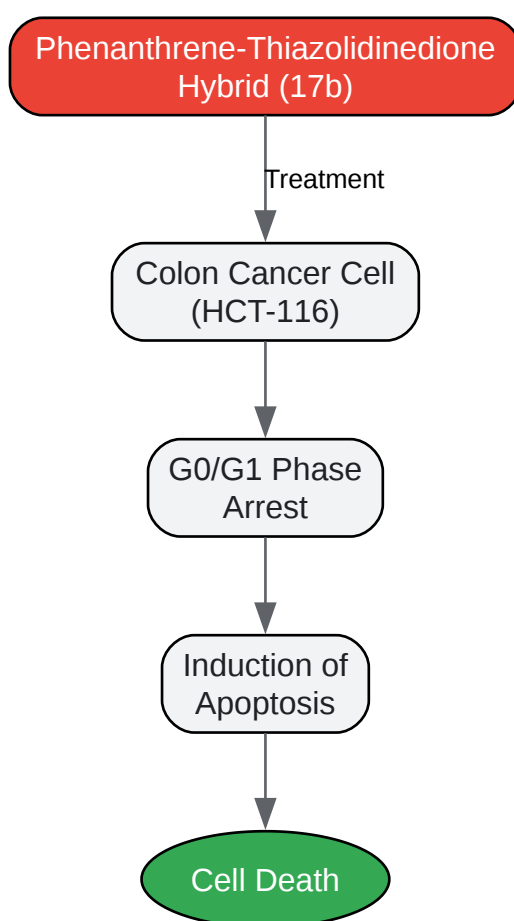 Phenanthrene-Thiazolidinedione
Hybrid (17b)
Treatment
Colon Cancer Cell
(HCT-116)
G0/G1 Phase
Arrest
Induction of
Apoptosis
Cell Death